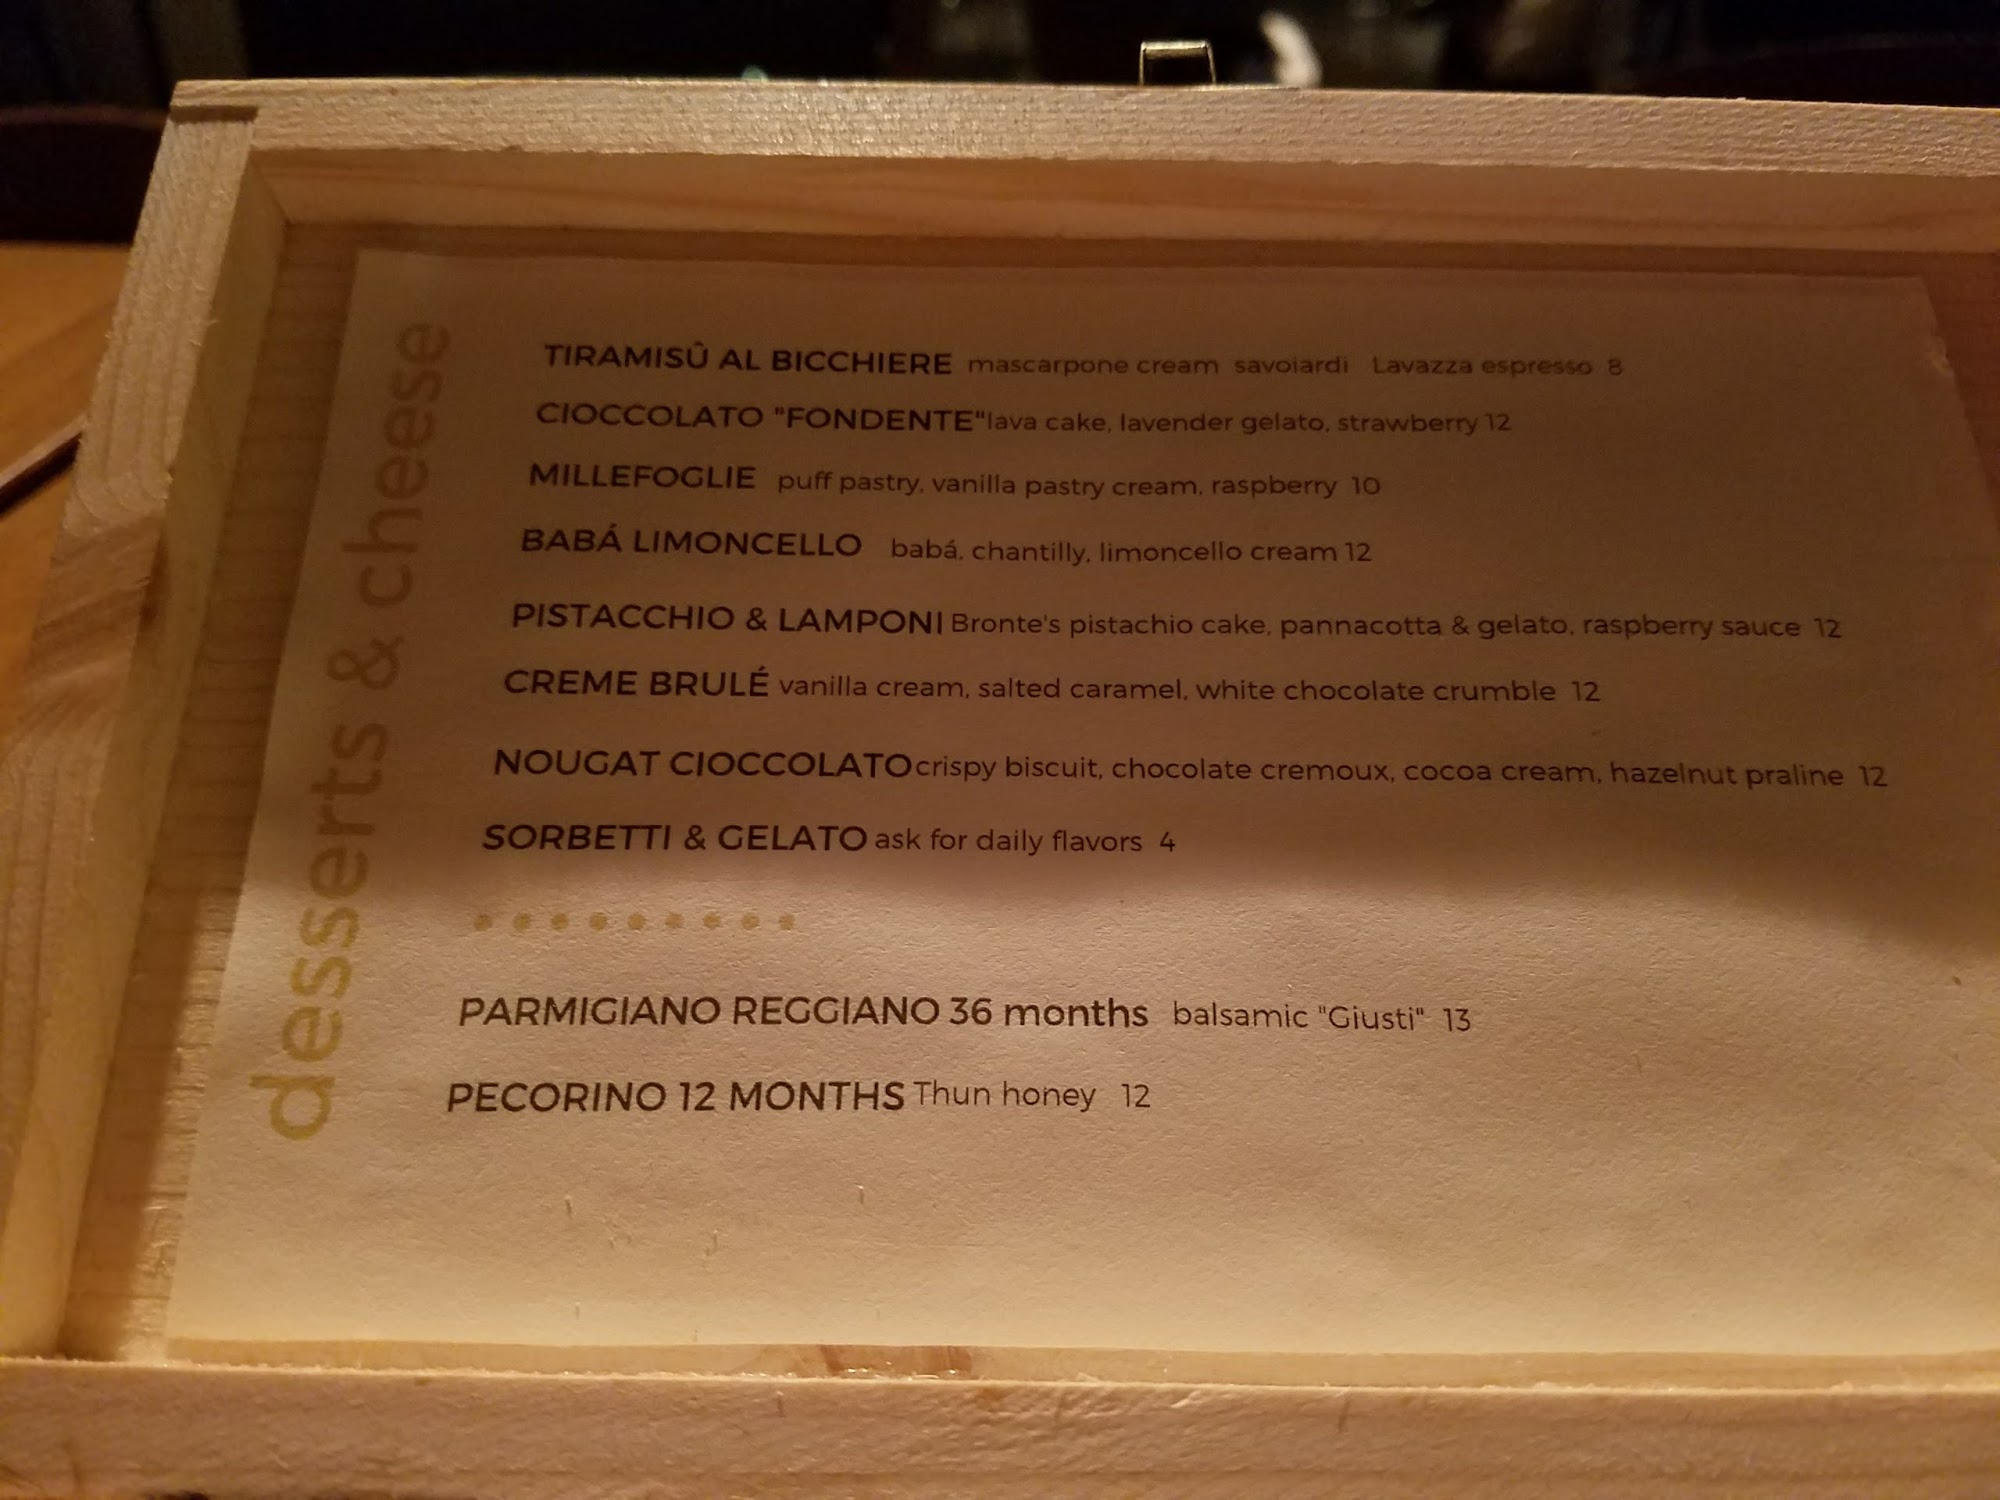 desserts & cheese
TIRAMISÛ AL BICCHIERE mascarpone cream savoiardi Lavazza espresso 8
CIOCCOLATO "FONDENTE" lava cake, lavender gelato, strawberry 12
MILLEFOGLIE puff pastry, vanilla pastry cream, raspberry 10
BABÁ LIMONCELLO babá, chantilly, limoncello cream 12
PISTACCHIO & LAMPONI Bronte's pistachio cake, pannacotta & gelato, raspberry sauce 12
CREME BRULÉ vanilla cream, salted caramel, white chocolate crumble 12
NOUGAT CIOCCOLATO crispy biscuit, chocolate cremoux, cocoa cream, hazelnut praline 12
SORBETTI & GELATO ask for daily flavors 4
PARMIGIANO REGGIANO 36 months balsamic "Giusti" 13
PECORINO 12 MONTHS Thun honey 12